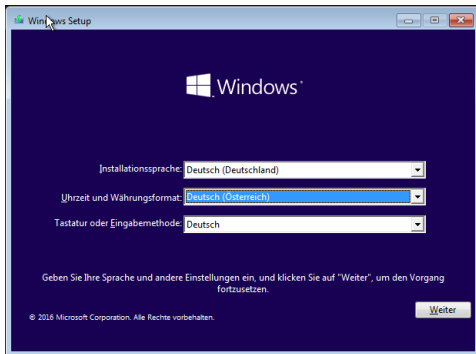 Windows Setup
Windows
Installationssprache: Deutsch (Deutschland)
Uhrzeit und Währungsformat: Deutsch (Österreich)
Tastatur oder Eingabemethode: Deutsch
Geben Sie Ihre Sprache und andere Einstellungen ein, und klicken Sie auf "Weiter", um den Vorgang
fortzusetzen.
Weiter
© 2016 Microsoft Corporation. Alle Rechte vorbehalten.